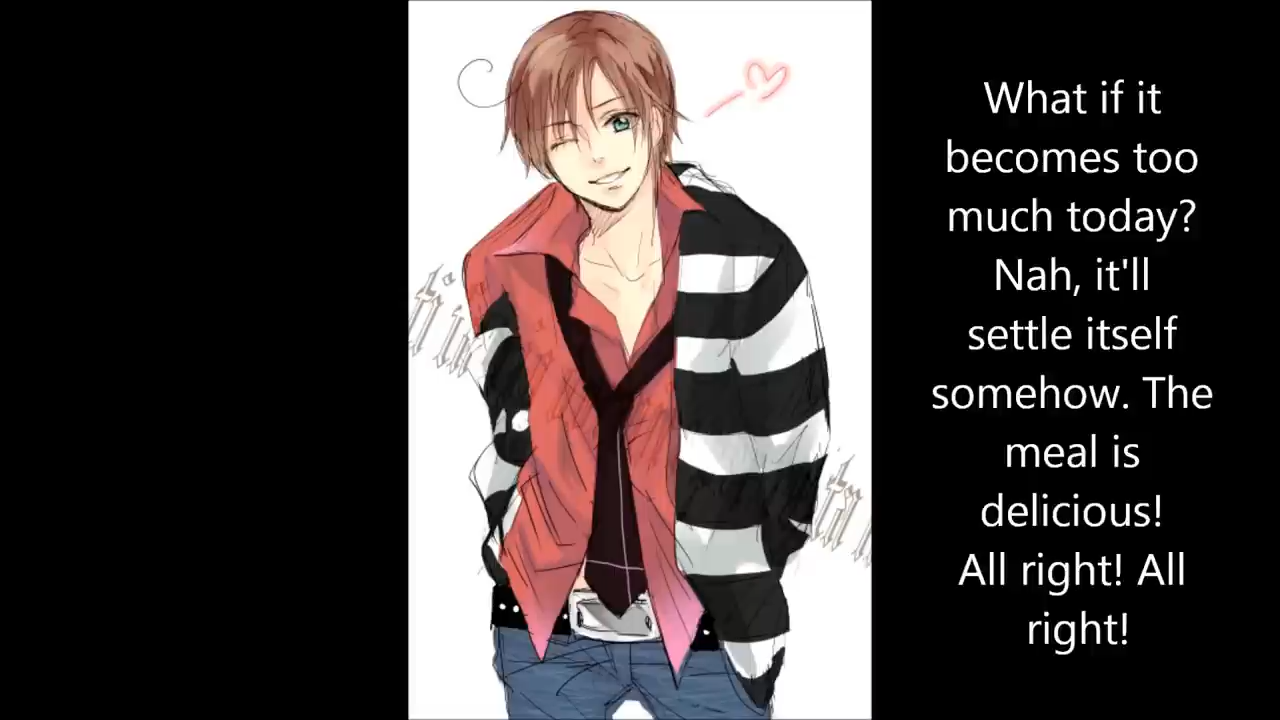 What if it
becomes too
much today?
Nah, it'll
settle itself
somehow. The
meal is
delicious!
All right! All
right!